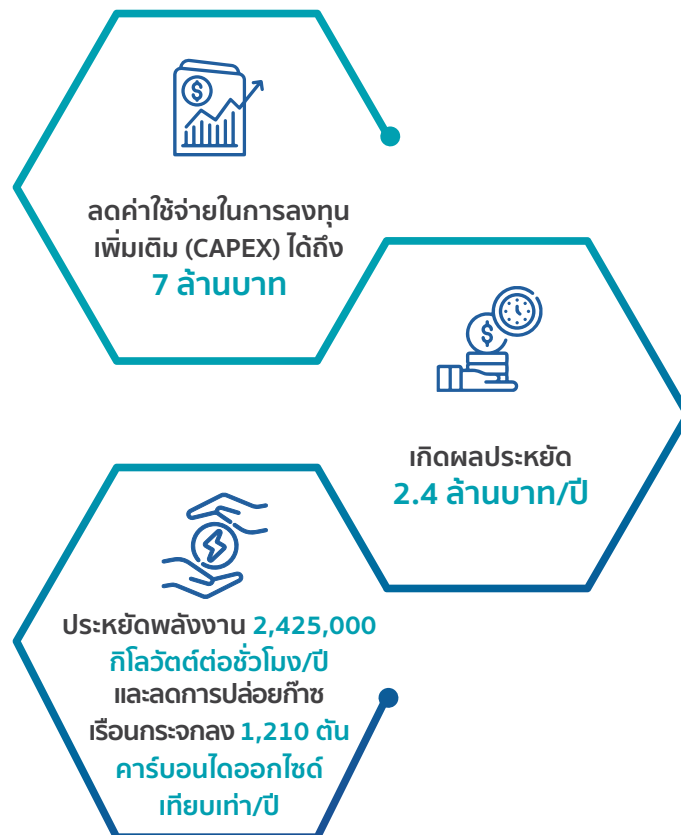 ลดค่าใช้จ่ายในการลงทุน
เพิ่มเติม (CAPEX) ได้ถึง
7 ล้านบาท
เกิดผลประหยัด
2.4 ล้านบาท/ปี
ประหยัดพลังงาน 2,425,000
กิโลวัตต์ต่อชั่วโมง/ปี
และลดการปล่อยก๊าซ
เรือนกระจกลง 1,210 ตัน
คาร์บอนไดออกไซด์
เทียบเท่า/ปี